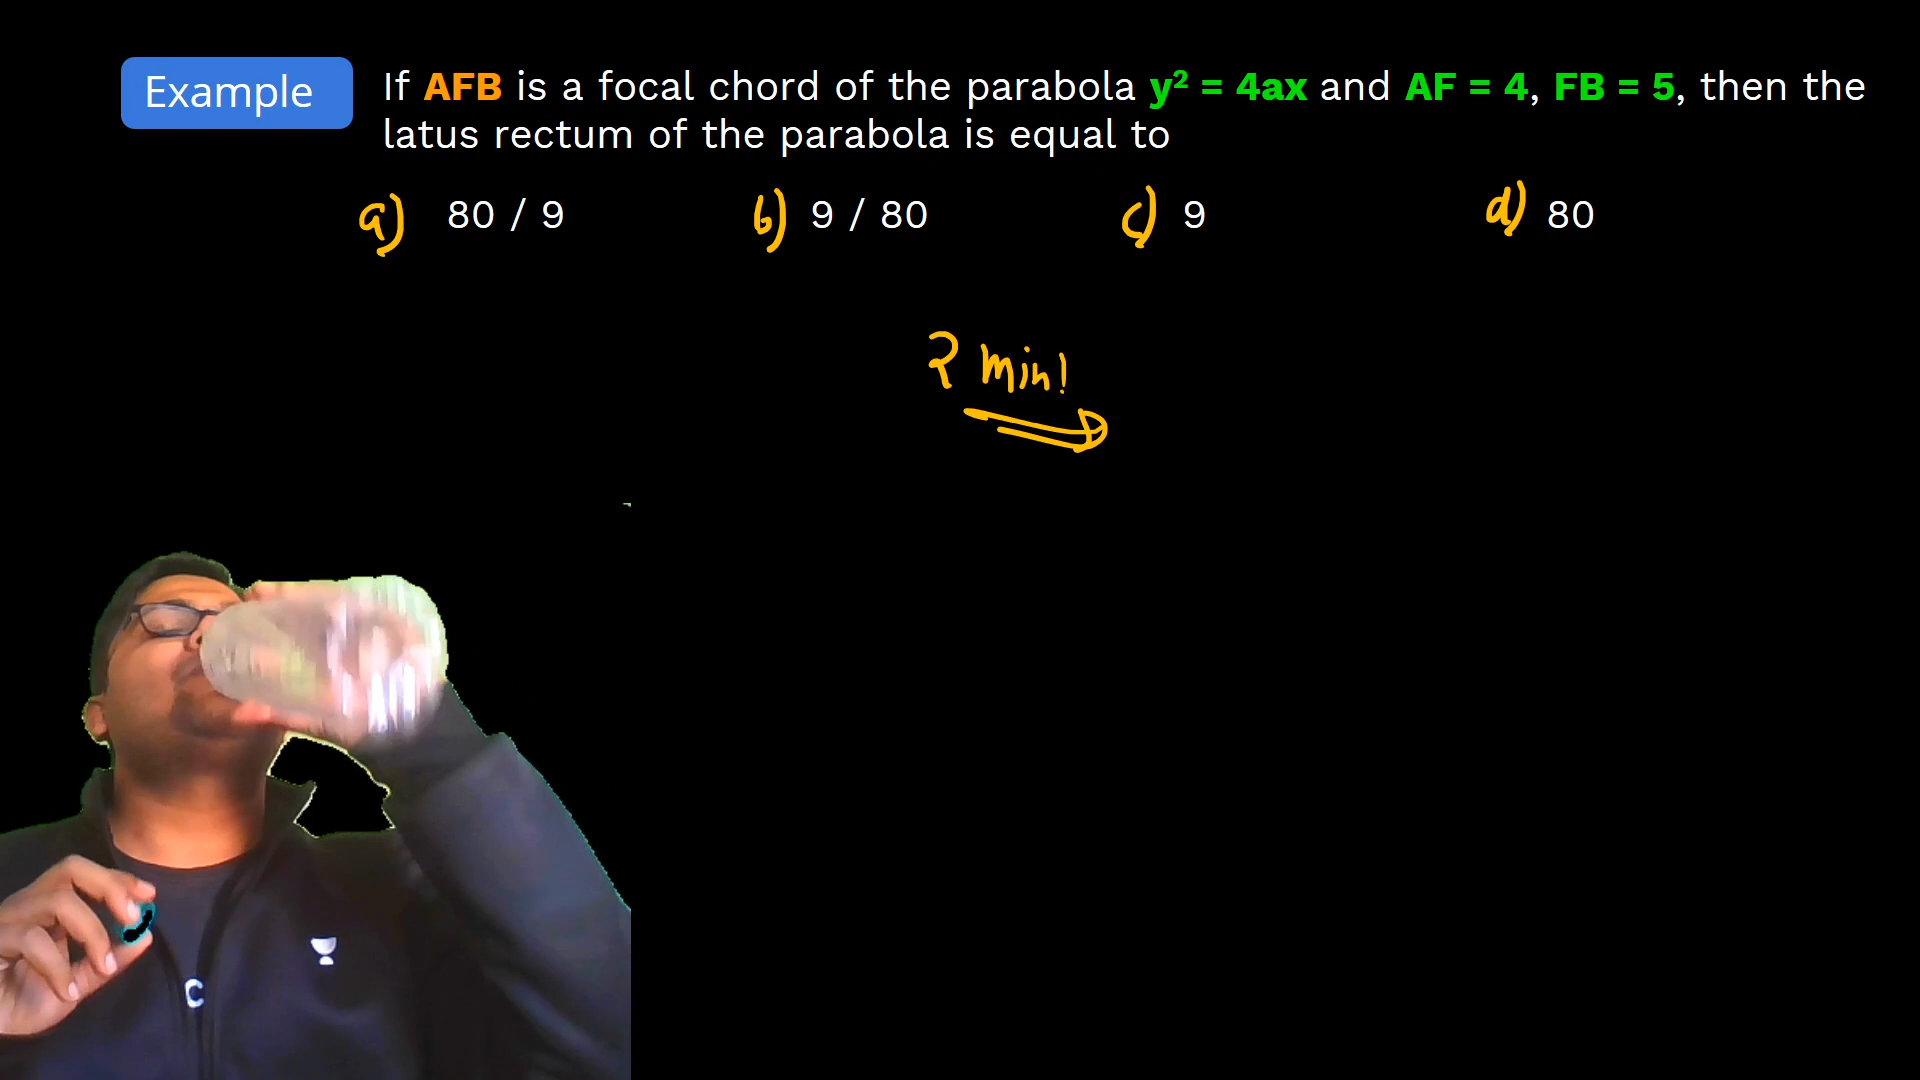 Example
If AFB is a focal chord of the parabola y² = 4ax and AF = 4, FB = 5, then the
latus rectum of the parabola is equal to
a) 80 / 9 b) 9 / 80 c) 9 d) 80
2 min!
C